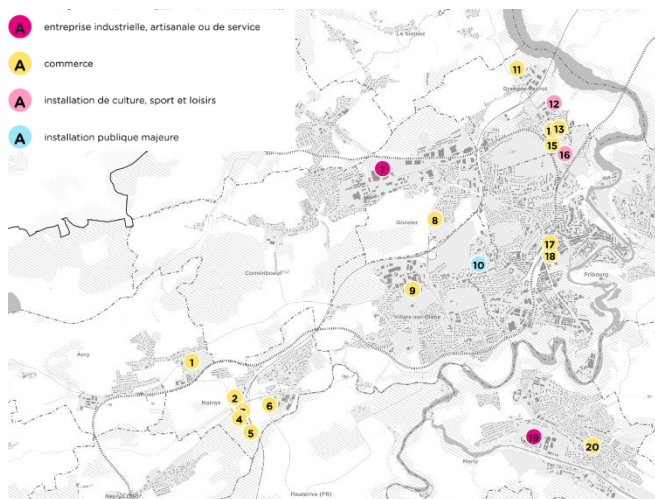 A entreprise industrielle, artisanale ou de service
A commerce
A installation de culture, sport et loisirs
A installation publique majeure
La Sonnaz
11
Granges-Paccot
12
1 13
15
16
7
8
Givisiez
10
17
18
Fribourg
Corminboeuf
9
Villars-sur-Glâne
Avry
1
Matran
2
4
6
5
19
20
Marly
Hauterive (FR)